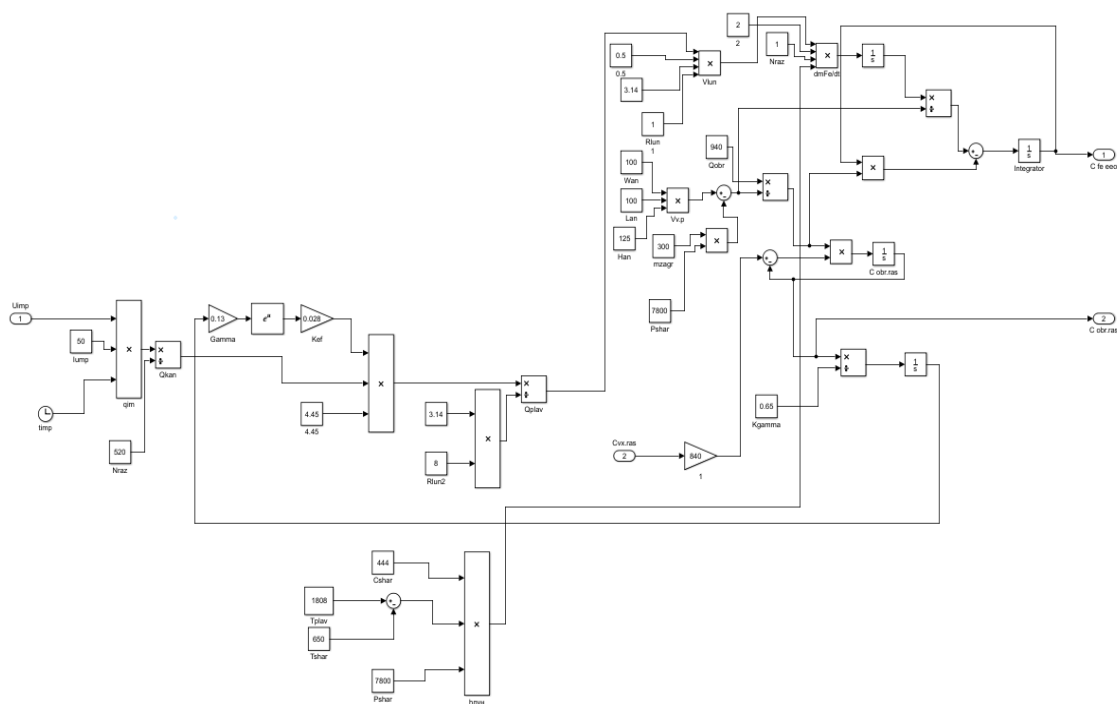 2
2
1
Nraz
×
dmFe/dt
1
s
0.5
0.5
3.14
×
Vlun
1
Rlun
1
×
÷
940
Qobr
100
Wan
100
Lan
125
Han
×
Vv.p
+
-
×
÷
×
+
-
1
s
Integrator
1
C fe eeo
300
mzagr
×
7800
Pshar
+
-
×
1
s
C obr.ras
2
C obr.ras
Uimp
1
50
Iump
timp
×
qim
×
÷
Qkan
520
Nraz
0.13
Gamma
eᵘ
0.028
Kef
×
4.45
4.45
3.14
8
Rlun2
×
×
÷
Qplav
×
÷
1
s
0.65
Kgamma
Cvx.ras
2
840
1
444
Cshar
1808
Tplav
+
-
650
Tshar
7800
Pshar
×